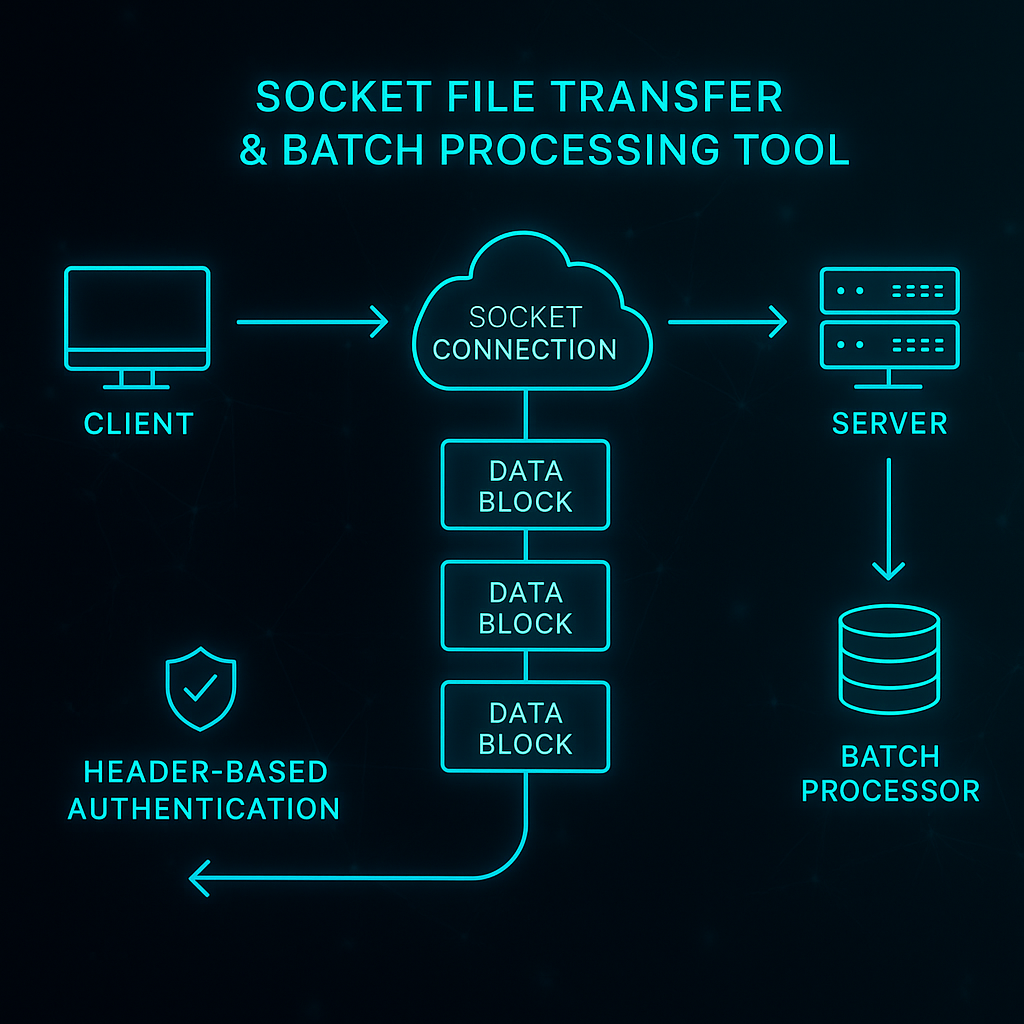 SOCKET FILE TRANSFER
& BATCH PROCESSING TOOL
SOCKET
CONNECTION
CLIENT
SERVER
DATA
BLOCK
DATA
BLOCK
DATA
BLOCK
HEADER-BASED
AUTHENTICATION
BATCH
PROCESSOR